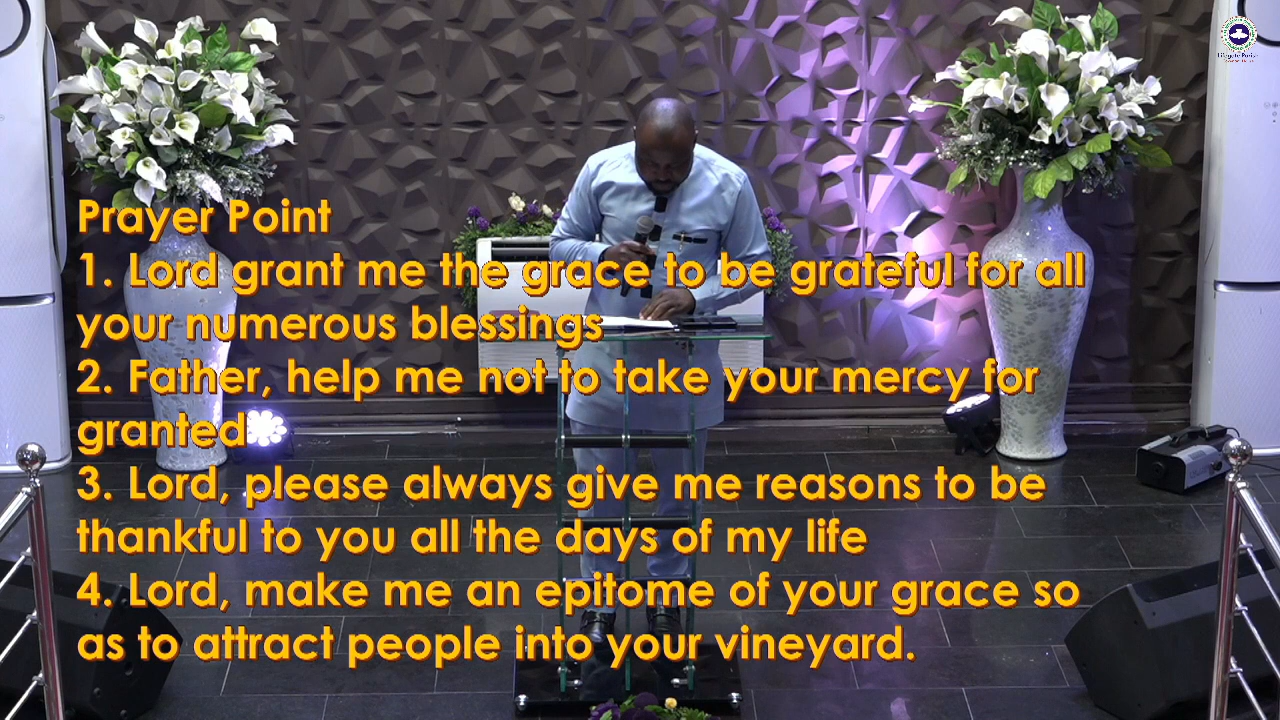 Prayer Point
1. Lord grant me the grace to be grateful for all
your numerous blessings
2. Father, help me not to take your mercy for
granted
3. Lord, please always give me reasons to be
thankful to you all the days of my life
4. Lord, make me an epitome of your grace so
as to attract people into your vineyard.